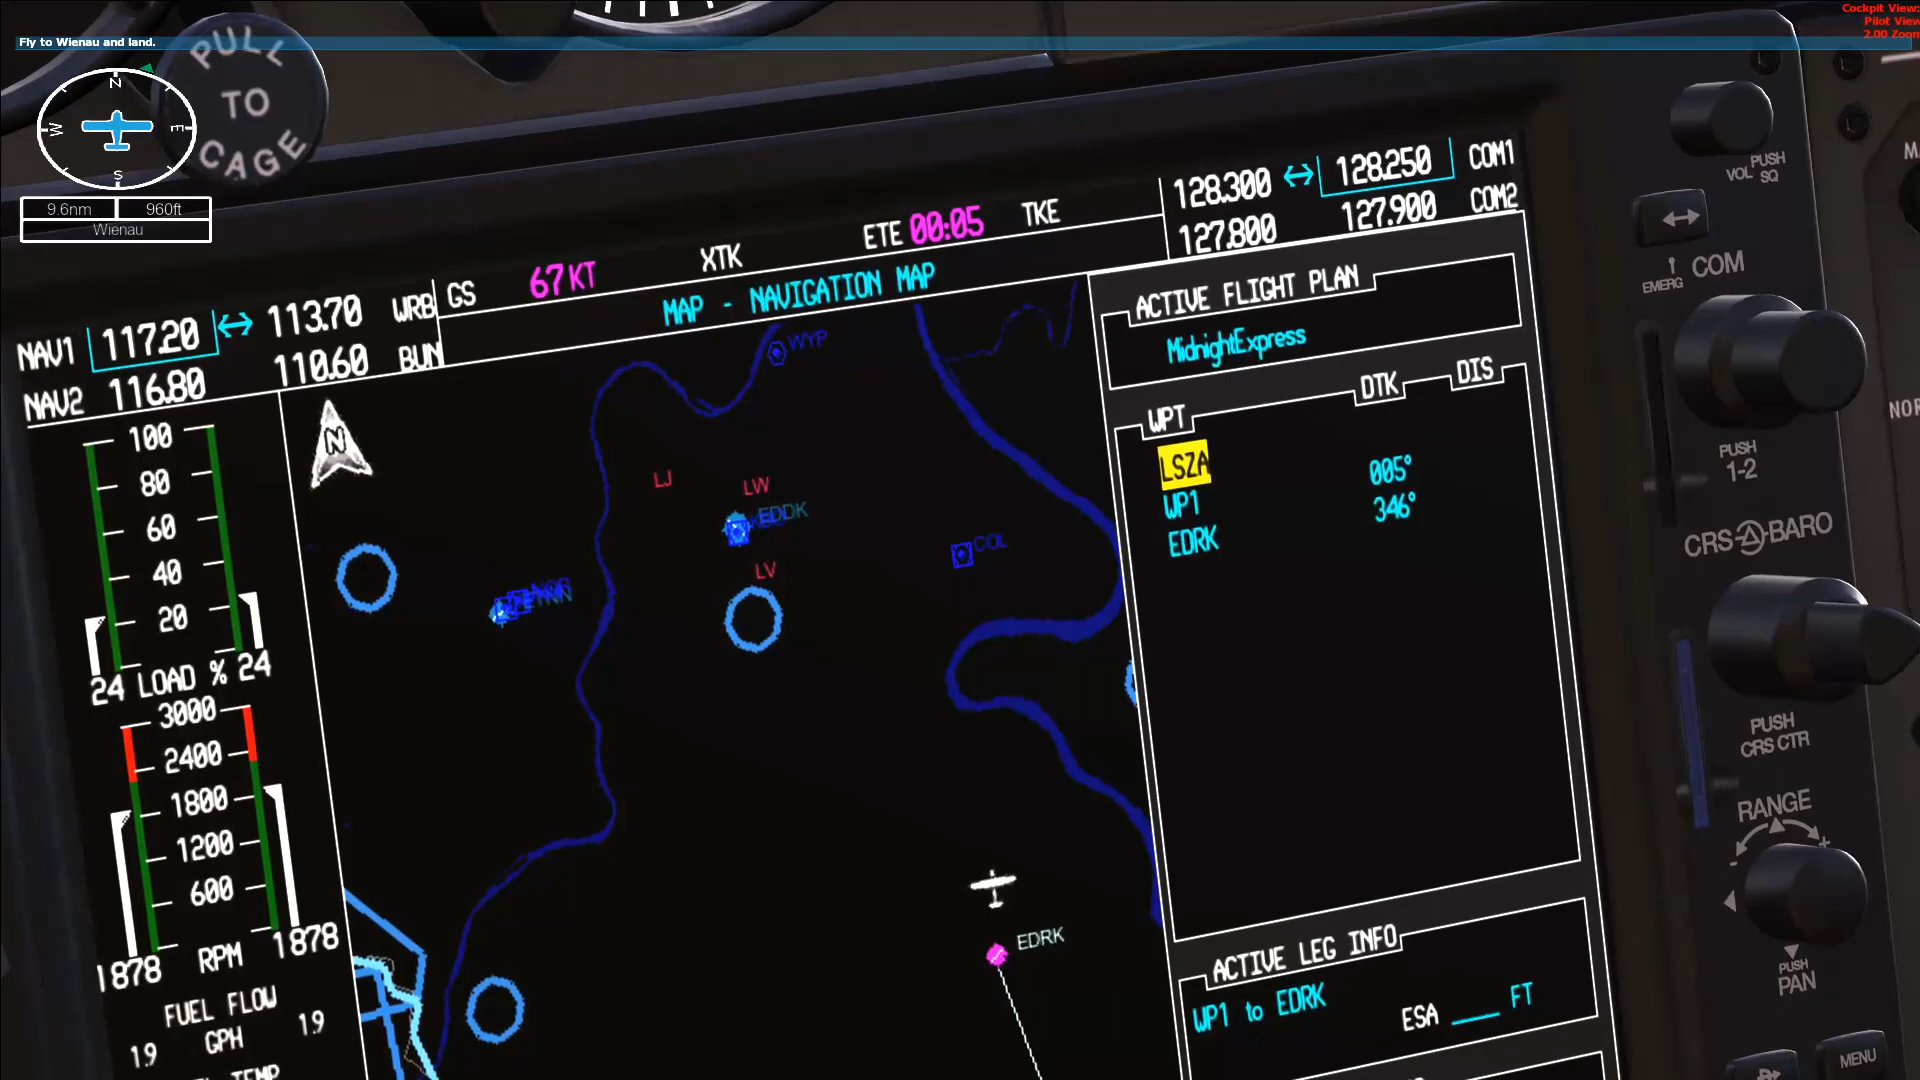 Cockpit View:
Pilot View
2.00 Zoom
Fly to Wienau and land.
PULL
TO
CAGE
N
W
E
S
9.6nm
960ft
Wienau
NAV1 117.20 ↔ 113.70 WRB
NAV2 116.80 110.60 BUN
GS 67KT XTK ETE 00:05 TKE
MAP - NAVIGATION MAP
128.300 ↔ 128.250 COM1
127.800 127.900 COM2
100
80
60
40
20
24 LOAD % 24
3000
2400
1800
1200
600
1878 RPM 1878
FUEL FLOW
GPH
1.9 1.9
N
WYP
LJ
LW
EDDK
LV
COL
EDRK
ACTIVE FLIGHT PLAN
MidnightExpress
WPT DTK DIS
LSZA 005°
WP1 346°
EDRK
ACTIVE LEG INFO
WP1 to EDRK
ESA ____ FT
VOL PUSH
SQ
EMERG COM
PUSH
1-2
CRS BARO
PUSH
CRS CTR
RANGE
- +
PUSH
PAN
MENU